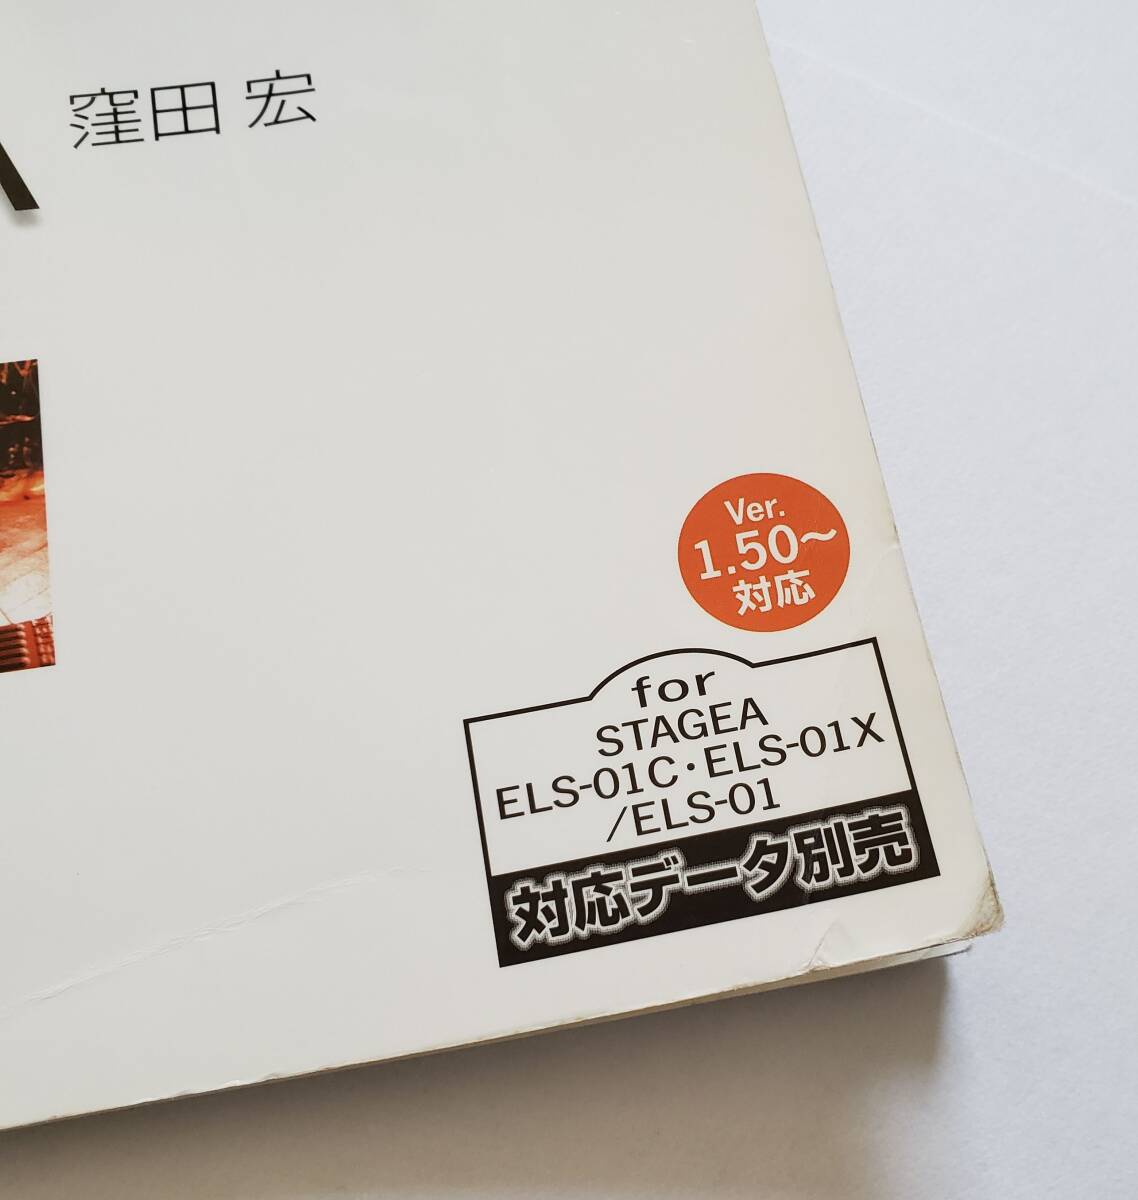 窪田 宏
Ver.
1.50～
対応
for
STAGEA
ELS-01C・ELS-01X
/ELS-01
対応データ別売